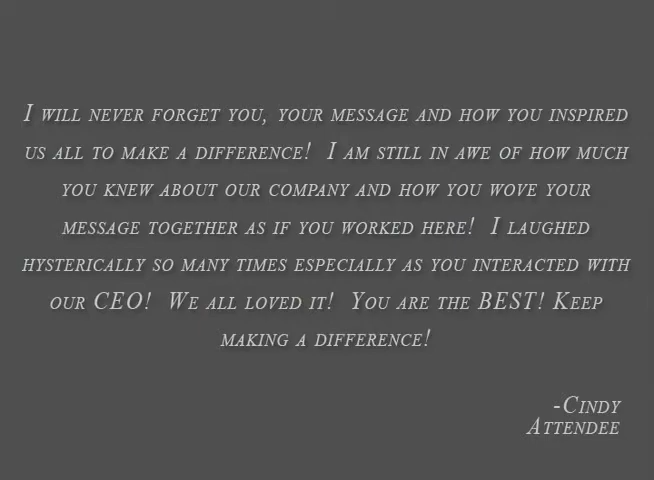 I will never forget you, your message and how you inspired
us all to make a difference!  I am still in awe of how much
you knew about our company and how you wove your
message together as if you worked here!  I laughed
hysterically so many times especially as you interacted with
our CEO!  We all loved it!  You are the BEST! Keep
making a difference!
-Cindy
Attendee